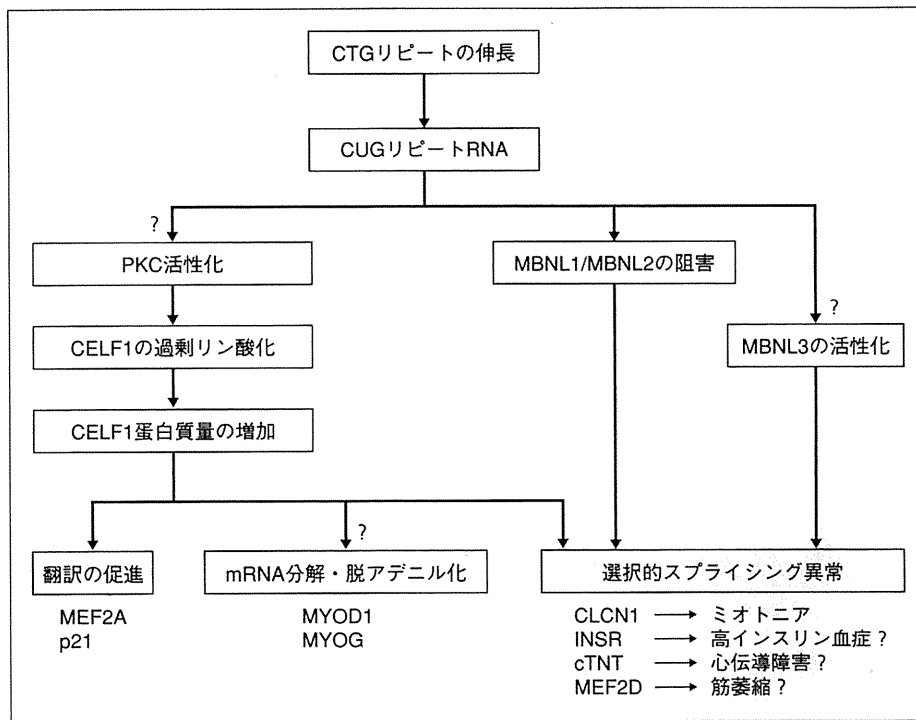 CTGリピートの伸長
CUGリピートRNA
?
PKC活性化
MBNL1/MBNL2の阻害
?
CELF1の過剰リン酸化
MBNL3の活性化
CELF1蛋白質量の増加
?
翻訳の促進
mRNA分解・脱アデニル化
選択的スプライシング異常
MEF2A
p21
MYOD1
MYOG
CLCN1 → ミオトニア
INSR → 高インスリン血症?
cTNT → 心伝導障害?
MEF2D → 筋萎縮?